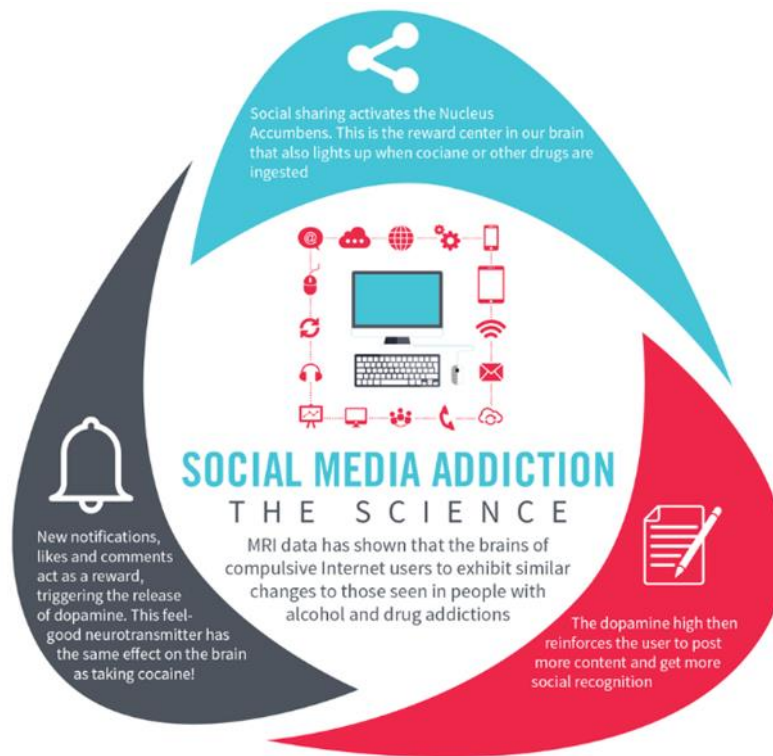 Social sharing activates the Nucleus
Accumbens. This is the reward center in our brain
that also lights up when cociane or other drugs are
ingested
@
SOCIAL MEDIA ADDICTION
THE SCIENCE
MRI data has shown that the brains of
compulsive Internet users to exhibit similar
changes to those seen in people with
alcohol and drug addictions
New notifications,
likes and comments
act as a reward,
triggering the release
of dopamine. This feel-
good neurotransmitter has
the same effect on the brain
as taking cocaine!
The dopamine high then
reinforces the user to post
more content and get more
social recognition